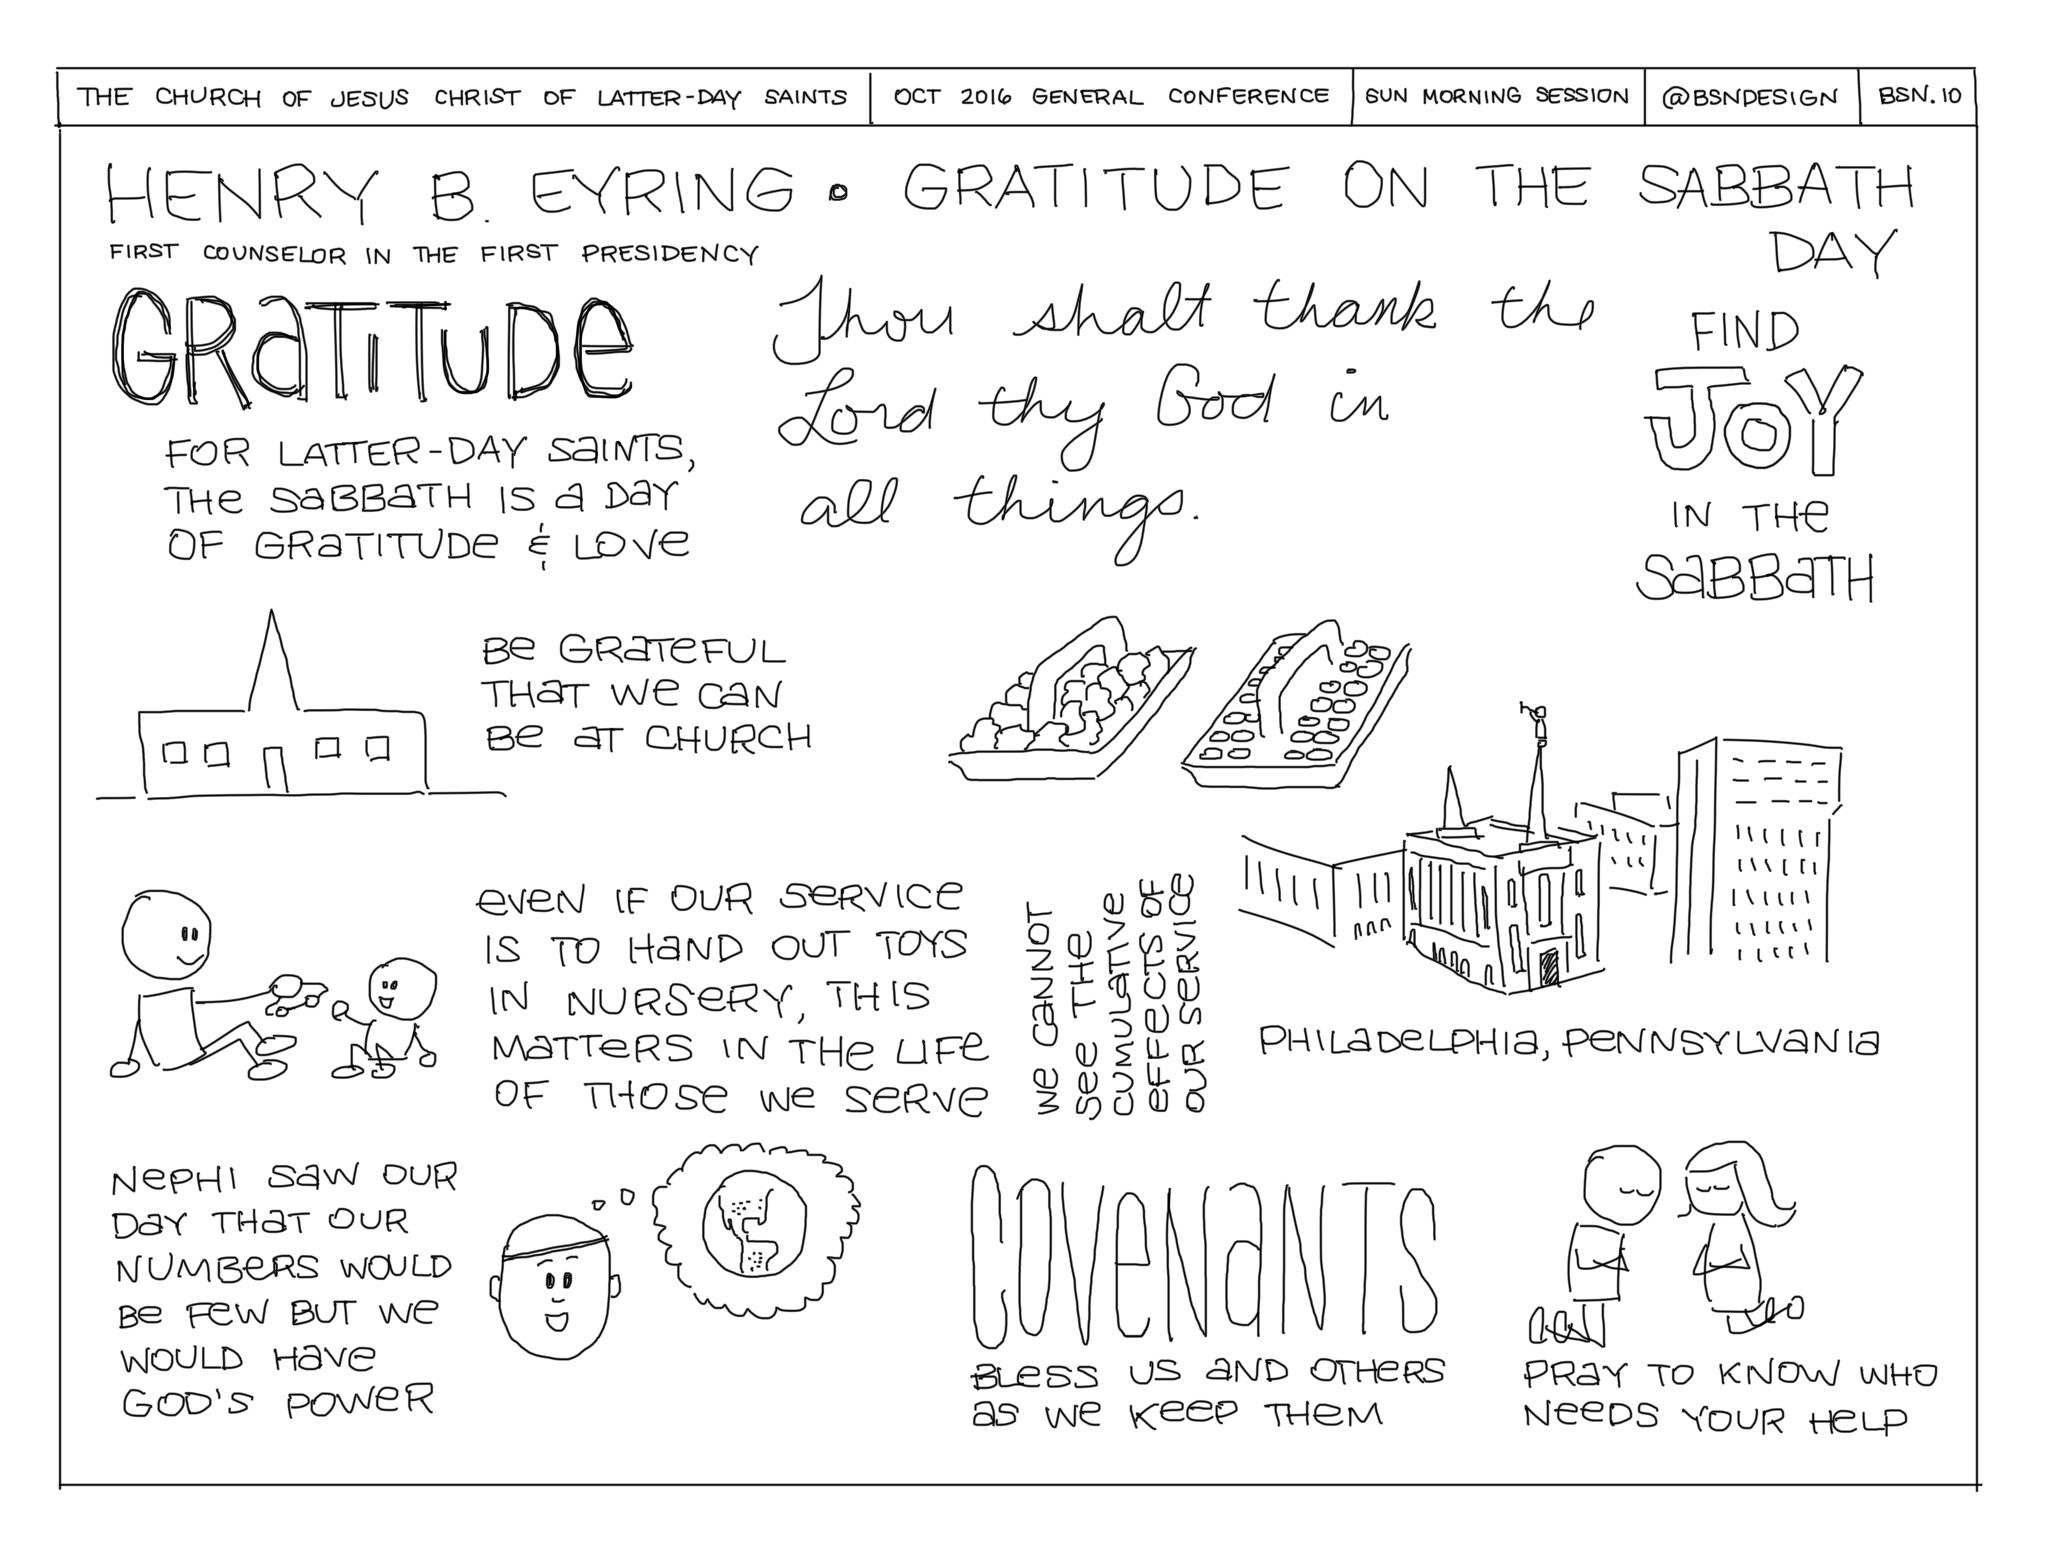 THE CHURCH OF JESUS CHRIST OF LATTER-DAY SAINTS
OCT 2016 GENERAL CONFERENCE
SUN MORNING SESSION
@BSNDESIGN
BSN.10
HENRY B. EYRING • GRATITUDE ON THE SABBATH
DAY
FIRST COUNSELOR IN THE FIRST PRESIDENCY
GRATITUDE
FOR LATTER-DAY SAINTS,
THE SABBATH IS A DAY
OF GRATITUDE & LOVE
Thou shalt thank the
Lord thy God in
all things.
FIND
JOY
IN THE
SABBATH
BE GRATEFUL
THAT WE CAN
BE AT CHURCH
EVEN IF OUR SERVICE
IS TO HAND OUT TOYS
IN NURSERY, THIS
MATTERS IN THE LIFE
OF THOSE WE SERVE
WE CANNOT
SEE THE
CUMULATIVE
EFFECTS OF
OUR SERVICE
PHILADELPHIA, PENNSYLVANIA
NEPHI SAW OUR
DAY THAT OUR
NUMBERS WOULD
BE FEW BUT WE
WOULD HAVE
GOD'S POWER
COVENANTS
BLESS US AND OTHERS
AS WE KEEP THEM
PRAY TO KNOW WHO
NEEDS YOUR HELP